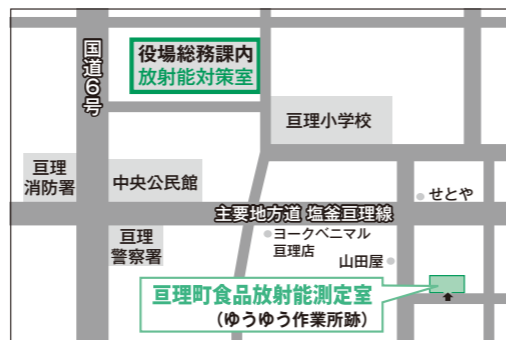 国道6号
役場総務課内
放射能対策室
亘理小学校
亘理
消防署
中央公民館
せとや
主要地方道 塩釜亘理線
亘理
警察署
ヨークベニマル
亘理店
山田屋
亘理町食品放射能測定室
(ゆうゆう作業所跡)